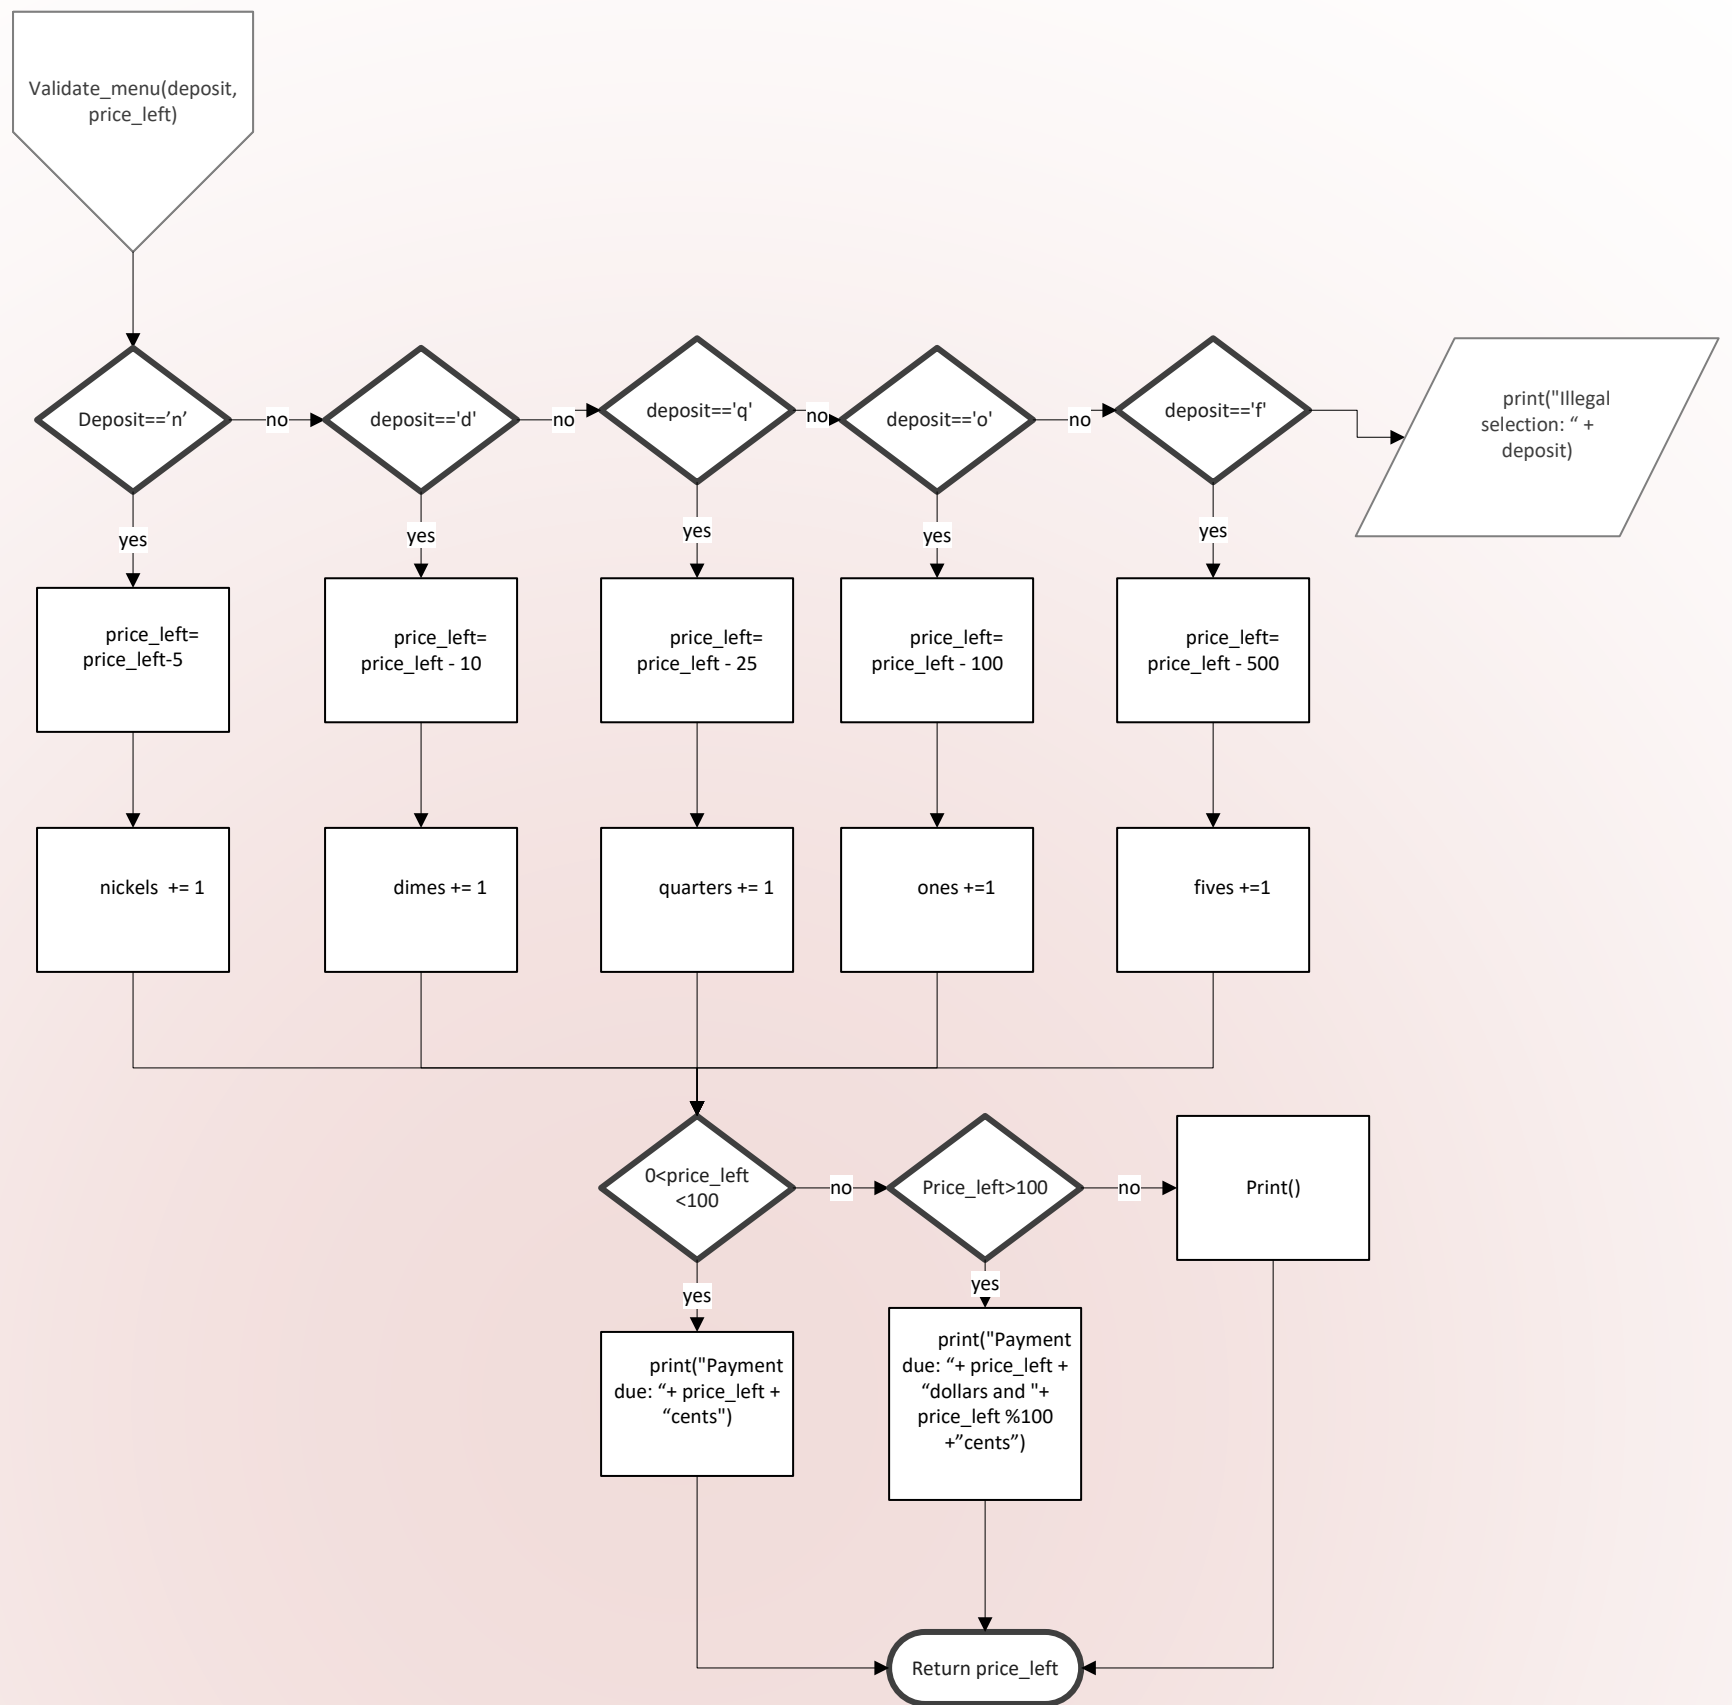 Validate_menu(deposit,
price_left)
Deposit==’n’
no
deposit=='d'
no
deposit=='q'
no
deposit=='o'
no
deposit=='f'
print("Illegal
selection: “ +
deposit)
yes
yes
yes
yes
yes
price_left=
price_left-5
price_left=
price_left - 10
price_left=
price_left - 25
price_left=
price_left - 100
price_left=
price_left - 500
nickels  += 1
dimes += 1
quarters += 1
ones +=1
fives +=1
0<price_left
<100
no
Price_left>100
no
Print()
yes
yes
print("Payment
due: “+ price_left +
“cents")
print("Payment
due: “+ price_left +
“dollars and "+
price_left %100
+”cents”)
Return price_left